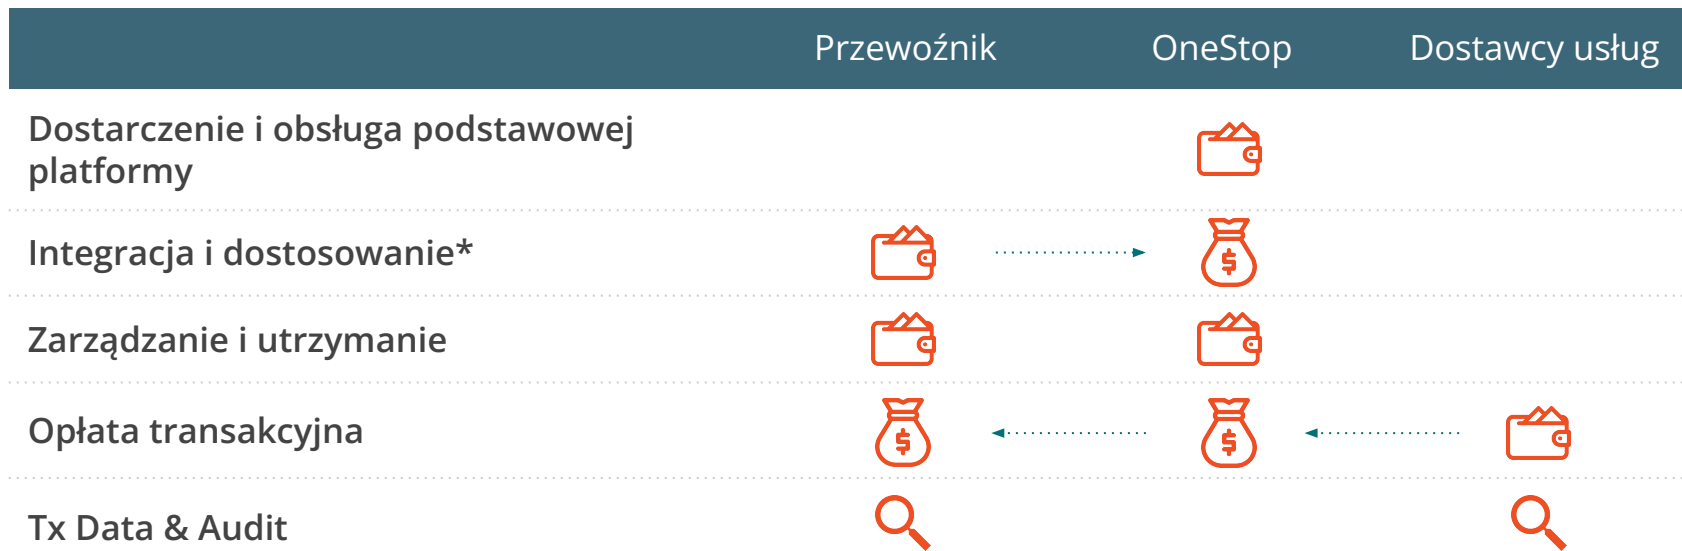 Przewoźnik OneStop Dostawcy usług
Dostarczenie i obsługa podstawowej
platformy
Integracja i dostosowanie*
$
Zarządzanie i utrzymanie
Opłata transakcyjna
$ $
Tx Data & Audit